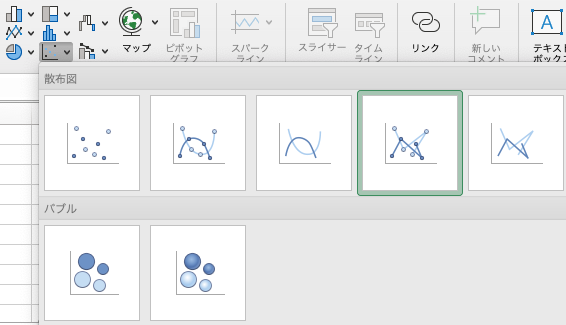 マップ
ピボット
グラフ
スパーク
ライン
スライサー
タイム
ライン
リンク
新しい
コメント
A
テキスト
ボックス
散布図
バブル